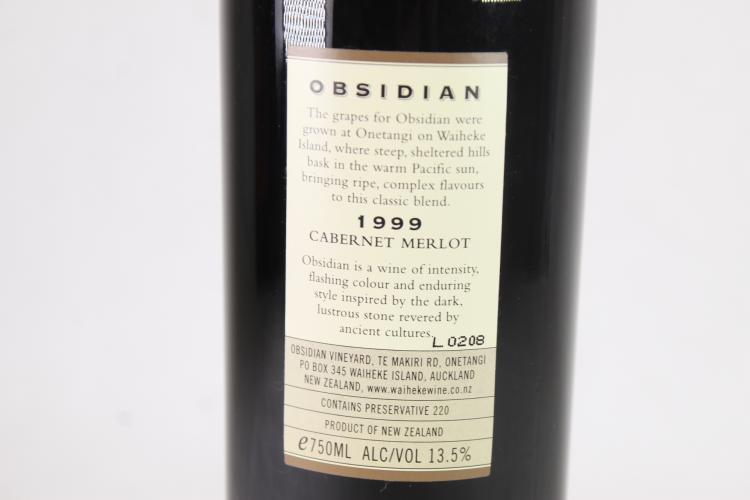 OBSIDIAN
The grapes for Obsidian were
grown at Onetangi on Waiheke
Island, where steep, sheltered hills
bask in the warm Pacific sun,
bringing ripe, complex flavours
to this classic blend.
1999
CABERNET MERLOT
Obsidian is a wine of intensity,
flashing colour and enduring
style inspired by the dark,
lustrous stone revered by
ancient cultures.
L 0208
OBSIDIAN VINEYARD, TE MAKIRI RD, ONETANGI
PO BOX 345 WAIHEKE ISLAND, AUCKLAND
NEW ZEALAND, www.waihekewine.co.nz
CONTAINS PRESERVATIVE 220
PRODUCT OF NEW ZEALAND
℮750ML ALC/VOL 13.5%